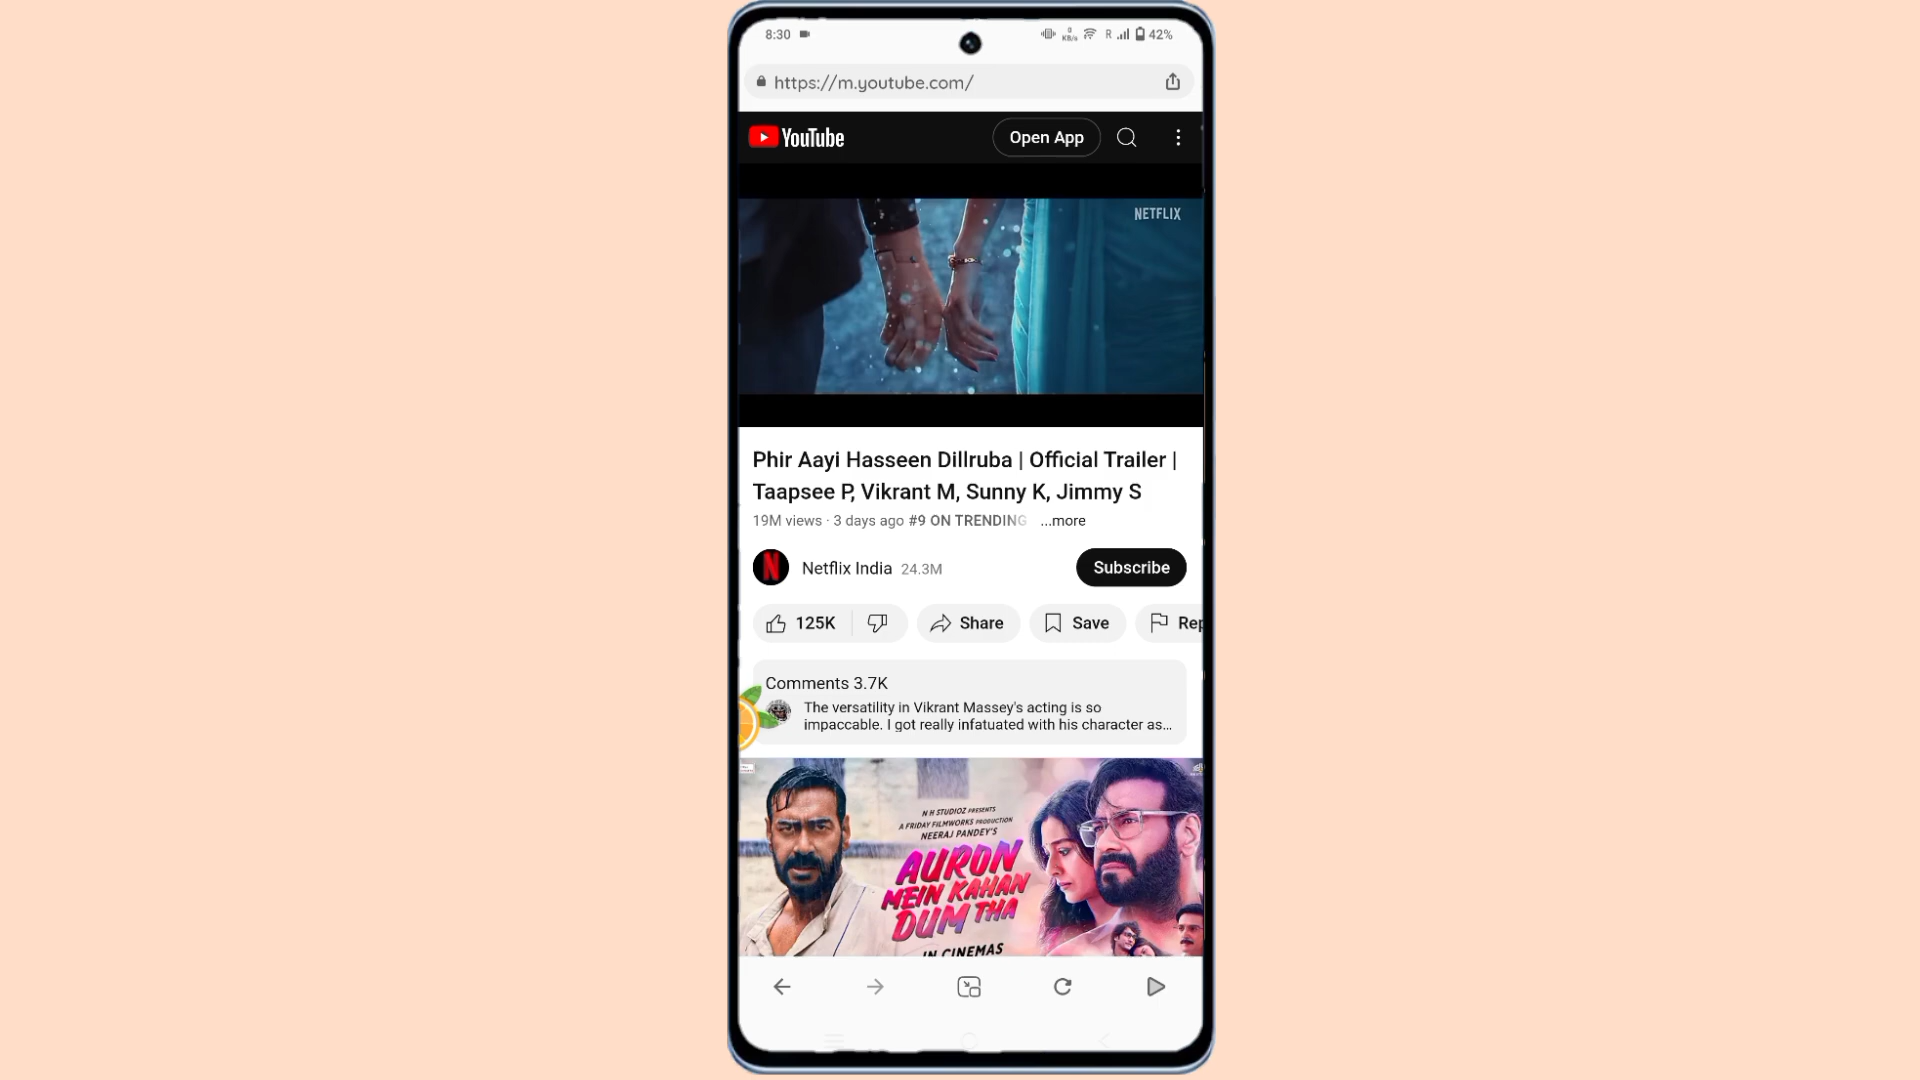 8:30
0
KB/s
R
42%
https://m.youtube.com/
YouTube
Open App
NETFLIX
Phir Aayi Hasseen Dillruba | Official Trailer |
Taapsee P, Vikrant M, Sunny K, Jimmy S
19M views · 3 days ago #9 ON TRENDING ...more
N
Netflix India 24.3M
Subscribe
125K
Share
Save
Rep
Comments 3.7K
The versatility in Vikrant Massey's acting is so
impaccable. I got really infatuated with his character as...
N H STUDIOZ PRESENTS
A FRIDAY FILMWORKS PRODUCTION
NEERAJ PANDEY'S
AURON
MEIN KAHAN
DUM THA
IN CINEMAS